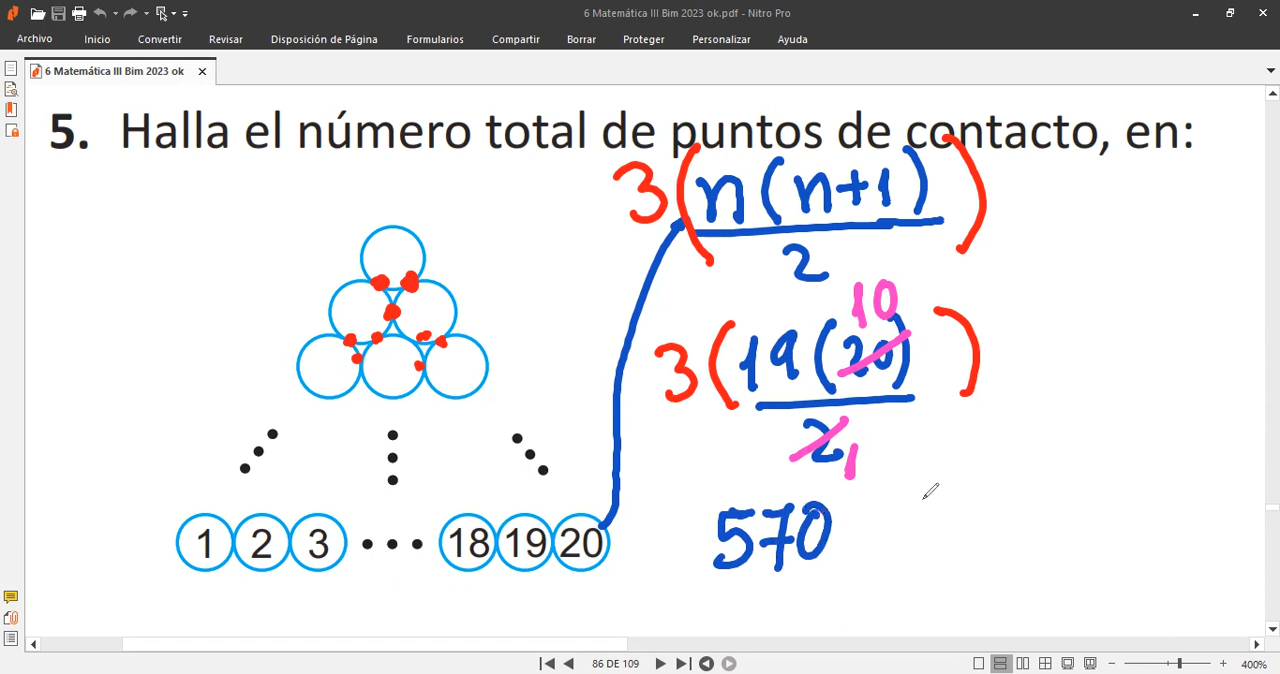 6 Matemática III Bim 2023 ok.pdf - Nitro Pro
Archivo Inicio Convertir Revisar Disposición de Página Formularios Compartir Borrar Proteger Personalizar Ayuda
6 Matemática III Bim 2023 ok
5. Halla el número total de puntos de contacto, en:
3(n(n+1))
2
10
3(19(20))
2 1
570
1 2 3 ••• 18 19 20
86 DE 109
400%